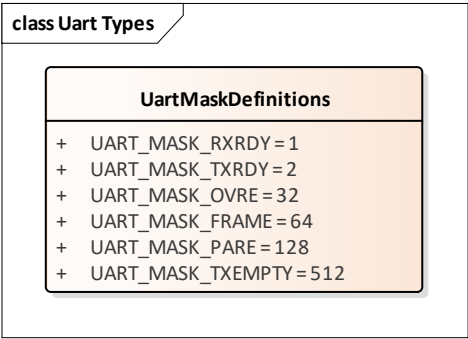 class Uart Types
UartMaskDefinitions
+ UART_MASK_RXRDY = 1
+ UART_MASK_TXRDY = 2
+ UART_MASK_OVRE = 32
+ UART_MASK_FRAME = 64
+ UART_MASK_PARE = 128
+ UART_MASK_TXEMPTY = 512